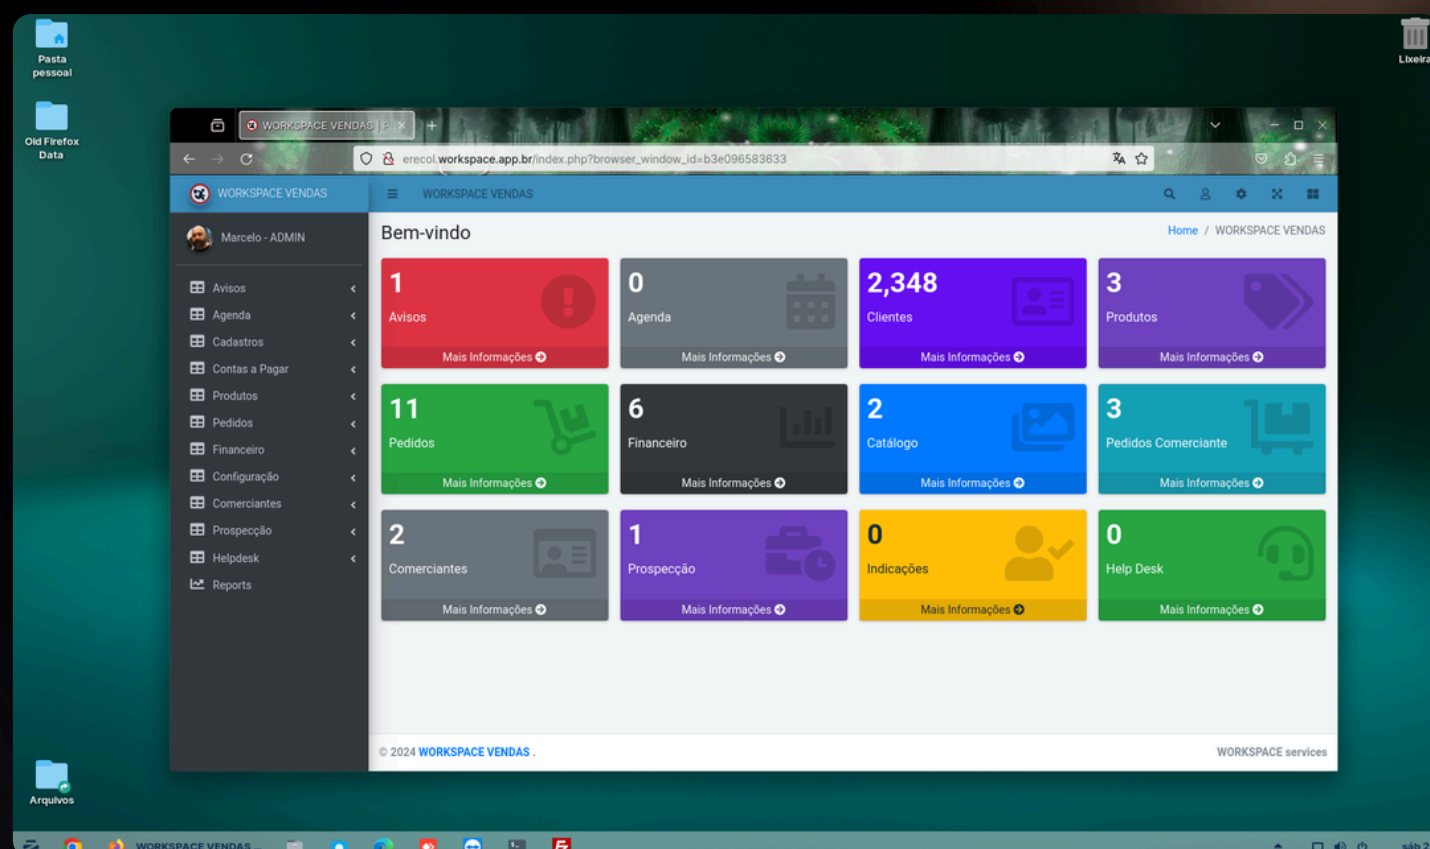 Pasta
pessoal
Old Firefox
Data
Lixeira
WORKSPACE VENDAS | P
erecol.workspace.app.br/index.php?browser_window_id=b3e096583633
WORKSPACE VENDAS
WORKSPACE VENDAS
Marcelo - ADMIN
Avisos
Agenda
Cadastros
Contas a Pagar
Produtos
Pedidos
Financeiro
Configuração
Comerciantes
Prospecção
Helpdesk
Reports
Bem-vindo
Home / WORKSPACE VENDAS
1
Avisos
Mais Informações
0
Agenda
Mais Informações
2,348
Clientes
Mais Informações
3
Produtos
Mais Informações
11
Pedidos
Mais Informações
6
Financeiro
Mais Informações
2
Catálogo
Mais Informações
3
Pedidos Comerciante
Mais Informações
2
Comerciantes
Mais Informações
1
Prospecção
Mais Informações
0
Indicações
Mais Informações
0
Help Desk
Mais Informações
© 2024 WORKSPACE VENDAS .
WORKSPACE services
Arquivos
WORKSPACE VENDAS ...
sáb 2